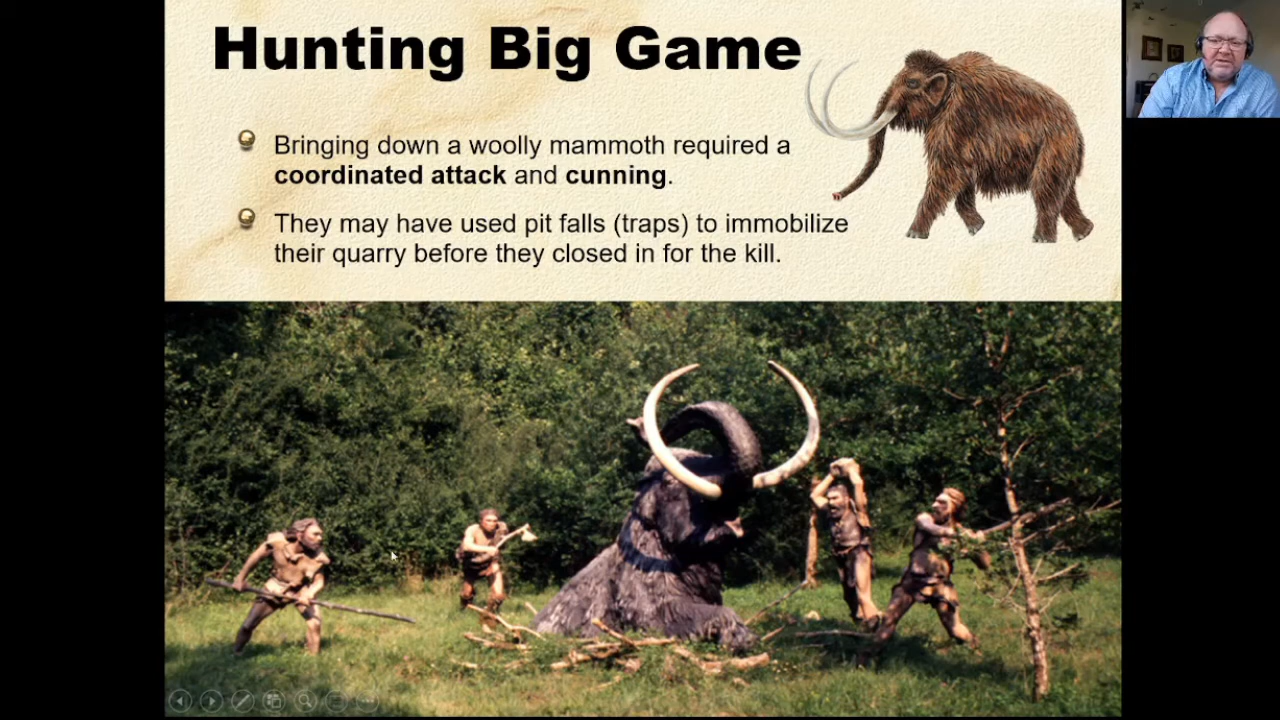 Hunting Big Game
Bringing down a woolly mammoth required a
coordinated attack and cunning.
They may have used pit falls (traps) to immobilize
their quarry before they closed in for the kill.